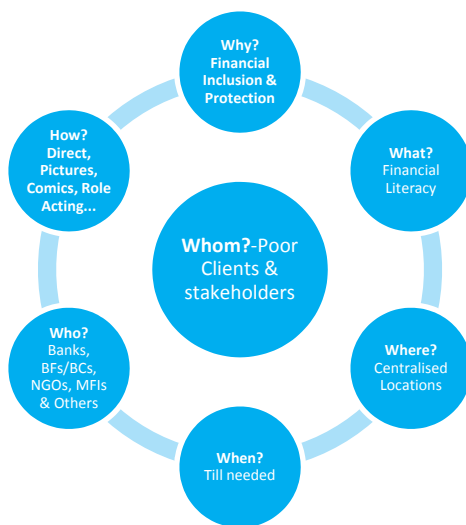 Why?
Financial
Inclusion &
Protection
What?
Financial
Literacy
Where?
Centralised
Locations
When?
Till needed
Who?
Banks,
BFs/BCs,
NGOs, MFIs
& Others
How?
Direct,
Pictures,
Comics, Role
Acting...
Whom?-Poor
Clients &
stakeholders